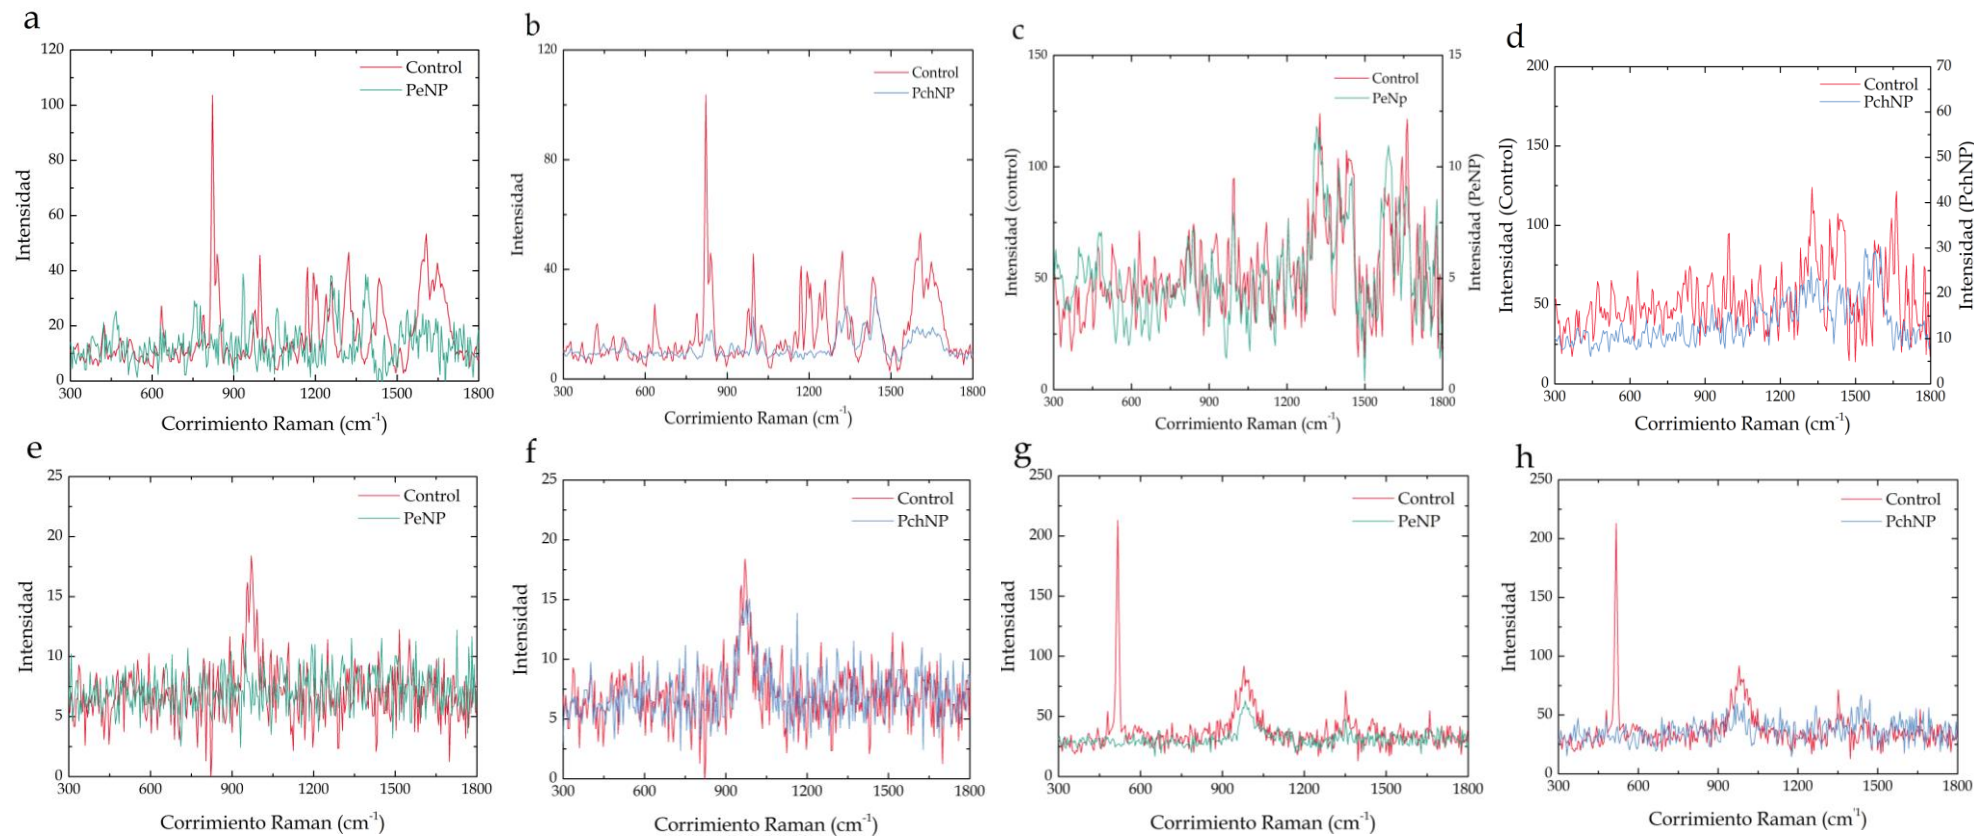 a
120
100
80
60
40
20
0
300 600 900 1200 1500 1800
Intensidad
Corrimiento Raman (cm⁻¹)
Control
PeNP
b
120
80
40
0
300 600 900 1200 1500 1800
Intensidad
Corrimiento Raman (cm⁻¹)
Control
PchNP
c
150
100
50
0
15
10
5
0
300 600 900 1200 1500 1800
Intensidad (control)
Intensidad (PeNP)
Corrimiento Raman (cm⁻¹)
Control
PeNp
d
200
150
100
50
0
70
60
50
40
30
20
10
0
300 600 900 1200 1500 1800
Intensidad (Control)
Intensidad (PchNP)
Corrimiento Raman (cm⁻¹)
Control
PchNP
e
25
20
15
10
5
0
300 600 900 1200 1500 1800
Intensidad
Corrimiento Raman (cm⁻¹)
Control
PeNP
f
25
20
15
10
5
0
300 600 900 1200 1500 1800
Intensidad
Corrimiento Raman (cm⁻¹)
Control
PchNP
g
250
200
150
100
50
0
300 600 900 1200 1500 1800
Intensidad
Corrimiento Raman (cm⁻¹)
Control
PeNP
h
250
200
150
100
50
0
300 600 900 1200 1500 1800
Intensidad
Corrimiento Raman (cm⁻¹)
Control
PchNP